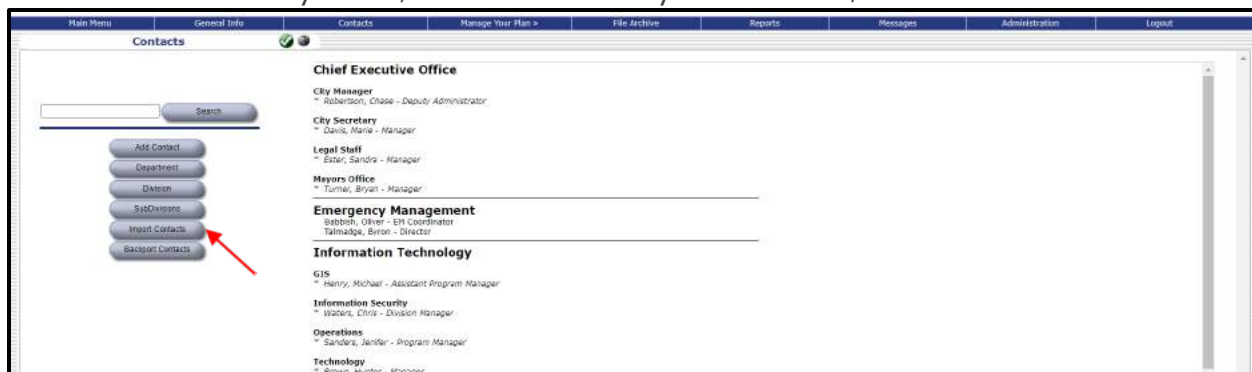 Main Menu
General Info
Contacts
Manage Your Plan »
File Archive
Reports
Messages
Administration
Logout
Contacts
Search
Add Contact
Department
Division
SubDivisions
Import Contacts
Backport Contacts
Chief Executive Office
City Manager
Robertson, Chase - Deputy Administrator
City Secretary
Davis, Marie - Manager
Legal Staff
Ester, Sandra - Manager
Mayors Office
Turner, Bryan - Manager
Emergency Management
Babbish, Oliver - EM Coordinator
Talmadge, Byron - Director
Information Technology
GIS
Henry, Michael - Assistant Program Manager
Information Security
Waters, Chris - Division Manager
Operations
Sanders, Jenifer - Program Manager
Technology
Brown, Hunter - Manager